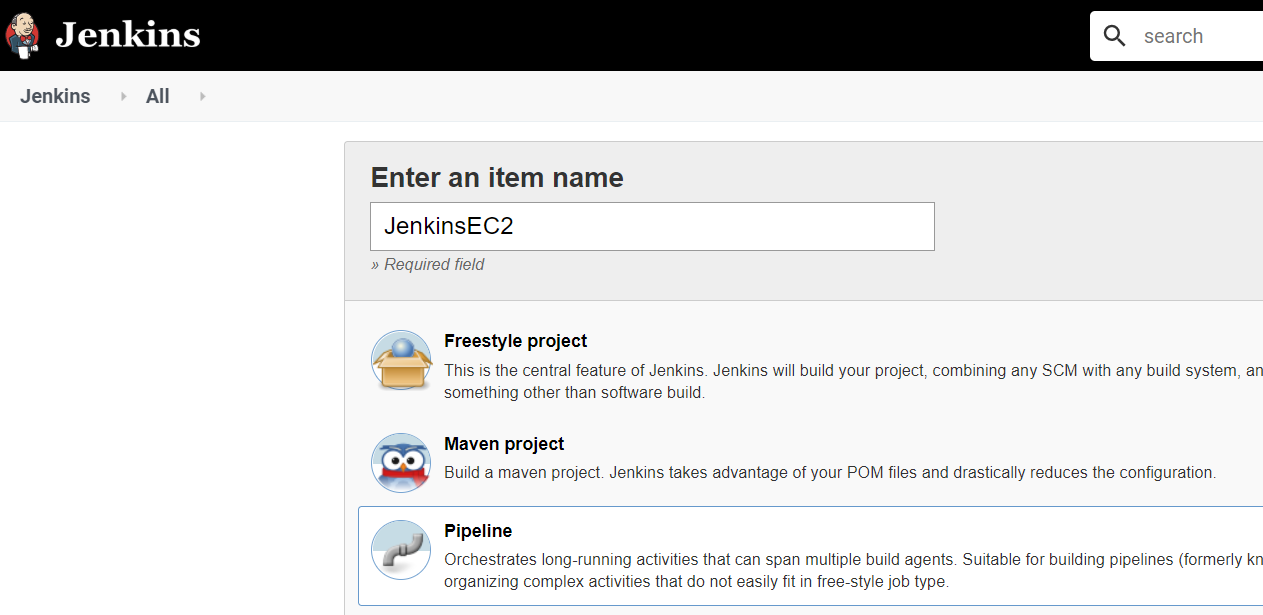 Jenkins
search
Jenkins
All
Enter an item name
JenkinsEC2
» Required field
Freestyle project
This is the central feature of Jenkins. Jenkins will build your project, combining any SCM with any build system, an
something other than software build.
Maven project
Build a maven project. Jenkins takes advantage of your POM files and drastically reduces the configuration.
Pipeline
Orchestrates long-running activities that can span multiple build agents. Suitable for building pipelines (formerly kn
organizing complex activities that do not easily fit in free-style job type.